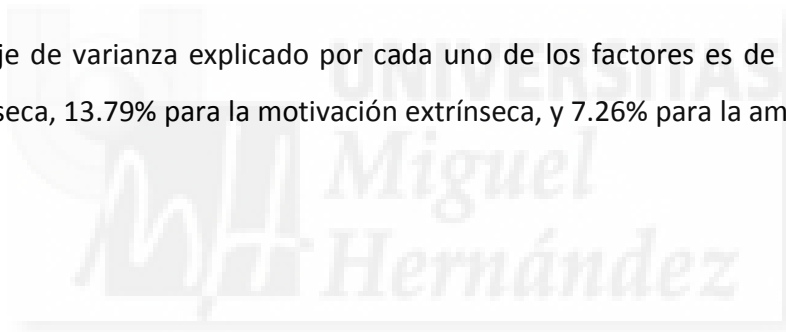 je de varianza explicado por cada uno de los factores es de
seca, 13.79% para la motivación extrínseca, y 7.26% para la am
UNIVERSITAS
Miguel
Hernández